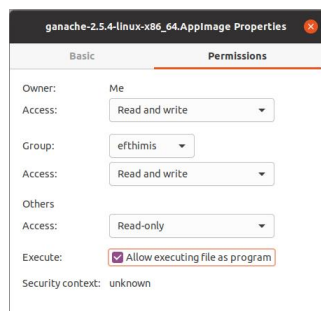 ganache-2.5.4-linux-x86_64.AppImage Properties
Basic Permissions
Owner: Me
Access: Read and write
Group: efthimis
Access: Read and write
Others
Access: Read-only
Execute: Allow executing file as program
Security context: unknown